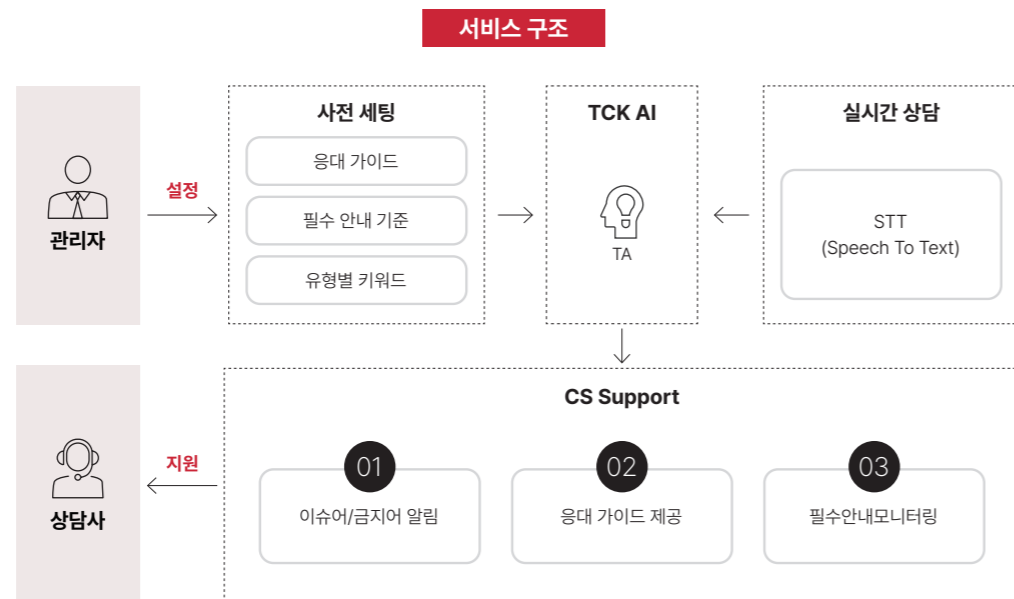 서비스 구조
관리자
설정
사전 세팅
응대 가이드
필수 안내 기준
유형별 키워드
TCK AI
TA
실시간 상담
STT
(Speech To Text)
상담사
지원
CS Support
01
이슈어/금지어 알림
02
응대 가이드 제공
03
필수안내모니터링